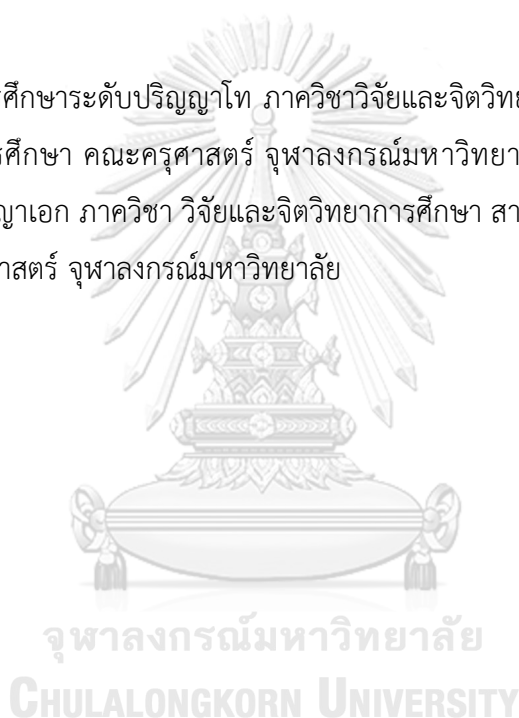 ศึกษาระดับปริญญาโท ภาควิชาวิจัยและจิตวิทย
ศึกษา คณะครุศาสตร์ จุฬาลงกรณ์มหาวิทยา
ญาเอก ภาควิชา วิจัยและจิตวิทยาการศึกษา สา
าสตร์ จุฬาลงกรณ์มหาวิทยาลัย
จุฬาลงกรณ์มหาวิทยาลัย
CHULALONGKORN UNIVERSITY